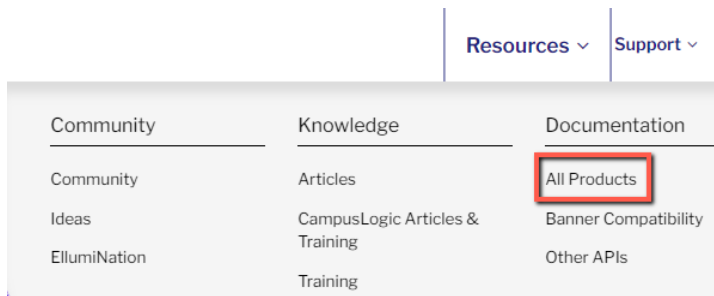 Resources
Support
Community
Knowledge
Documentation
Community
Articles
All Products
Ideas
CampusLogic Articles &
Training
Banner Compatibility
EllumiNation
Other APIs
Training